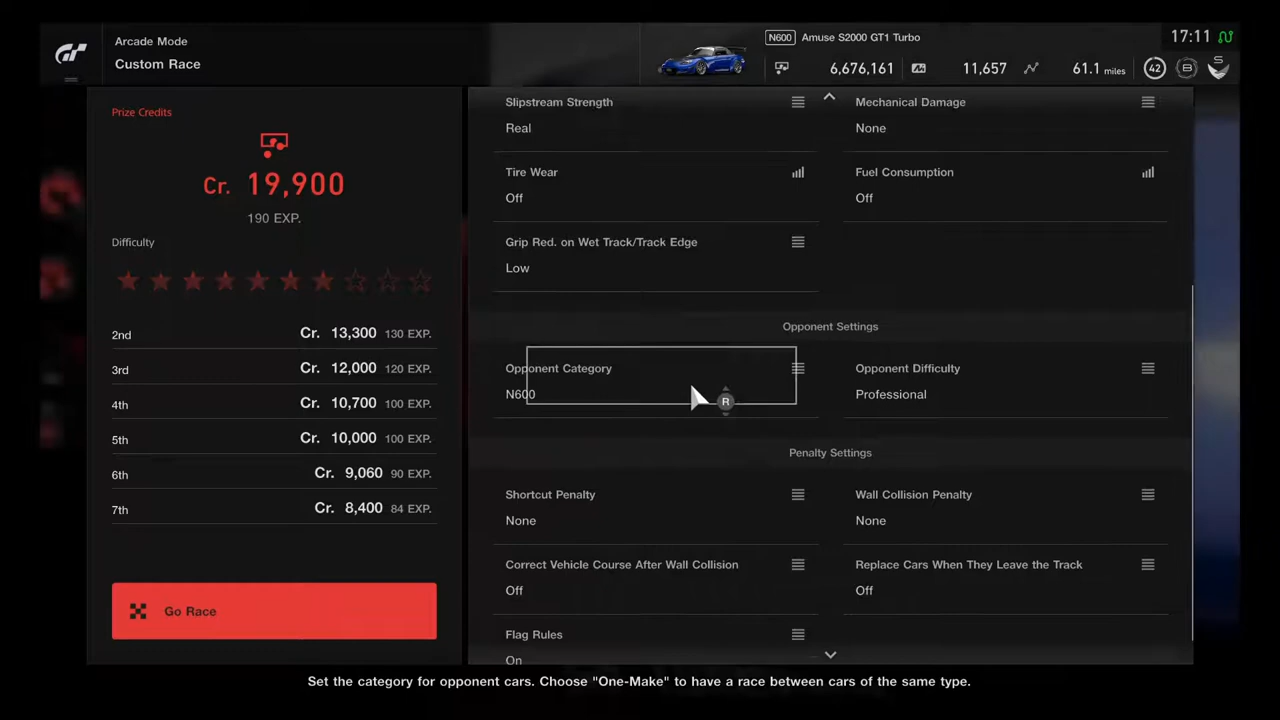 Arcade Mode
Custom Race
N600 Amuse S2000 GT1 Turbo
6,676,161
11,657
61.1 miles
17:11
42
B
S
Prize Credits
Cr. 19,900
190 EXP.
Difficulty
2nd Cr. 13,300 130 EXP.
3rd Cr. 12,000 120 EXP.
4th Cr. 10,700 100 EXP.
5th Cr. 10,000 100 EXP.
6th Cr. 9,060 90 EXP.
7th Cr. 8,400 84 EXP.
Go Race
Slipstream Strength
Real
Mechanical Damage
None
Tire Wear
Off
Fuel Consumption
Off
Grip Red. on Wet Track/Track Edge
Low
Opponent Settings
Opponent Category
N600
R
Opponent Difficulty
Professional
Penalty Settings
Shortcut Penalty
None
Wall Collision Penalty
None
Correct Vehicle Course After Wall Collision
Off
Replace Cars When They Leave the Track
Off
Flag Rules
On
Set the category for opponent cars. Choose "One-Make" to have a race between cars of the same type.